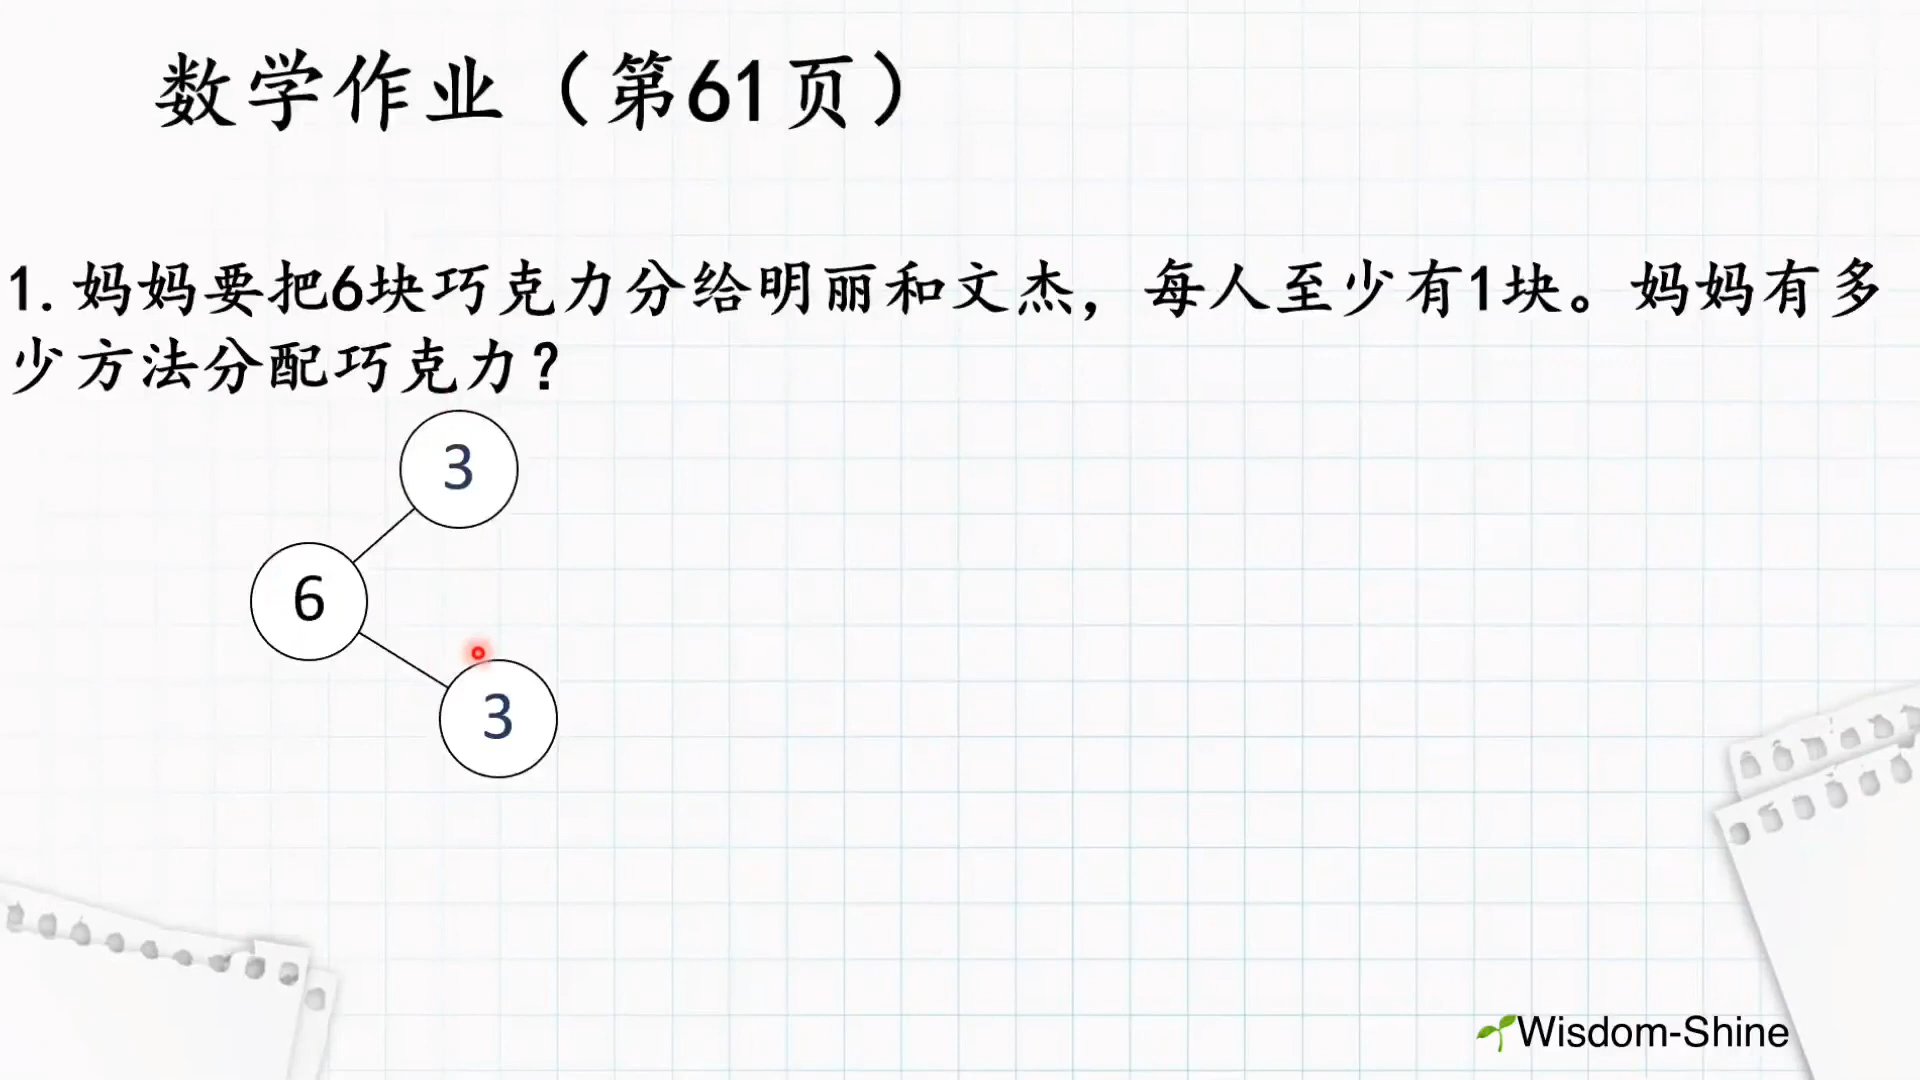 数学作业（第61页）
1.妈妈要把6块巧克力分给明丽和文杰，每人至少有1块。妈妈有多
少方法分配巧克力？
3
6
3
Wisdom-Shine